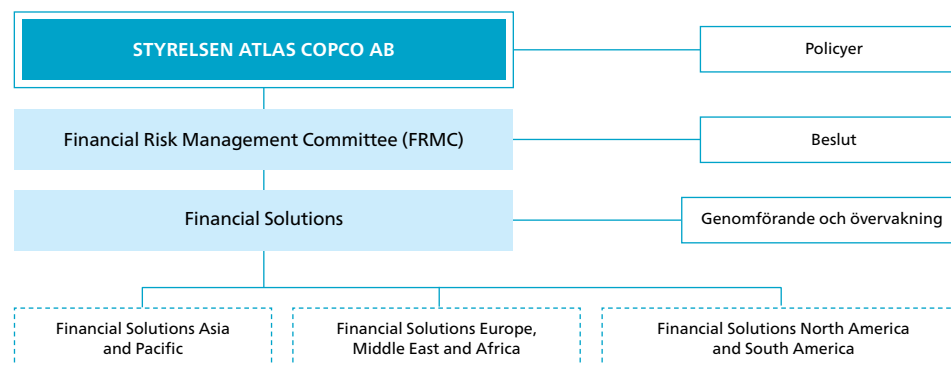 STYRELSEN ATLAS COPCO AB
Policyer
Financial Risk Management Committee (FRMC)
Beslut
Financial Solutions
Genomförande och övervakning
Financial Solutions Asia
and Pacific
Financial Solutions Europe,
Middle East and Africa
Financial Solutions North America
and South America